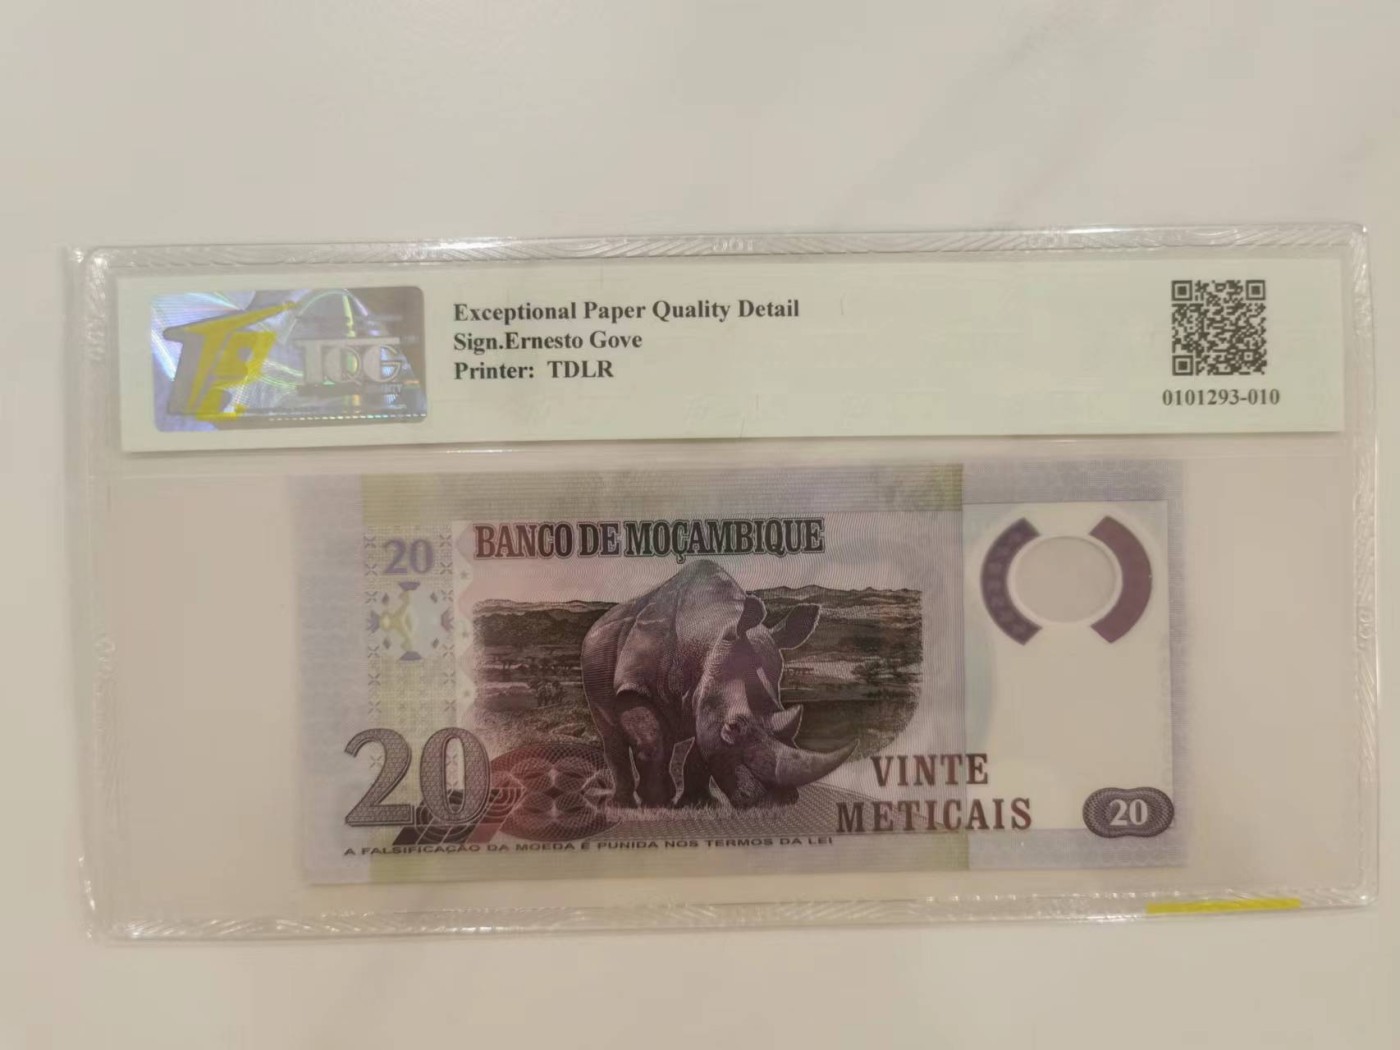 TQG
Exceptional Paper Quality Detail
Sign.Ernesto Gove
Printer: TDLR
0101293-010
20
BANCO DE MOÇAMBIQUE
20
VINTE
METICAIS
20
A FALSIFICAÇÃO DA MOEDA É PUNIDA NOS TERMOS DA LEI